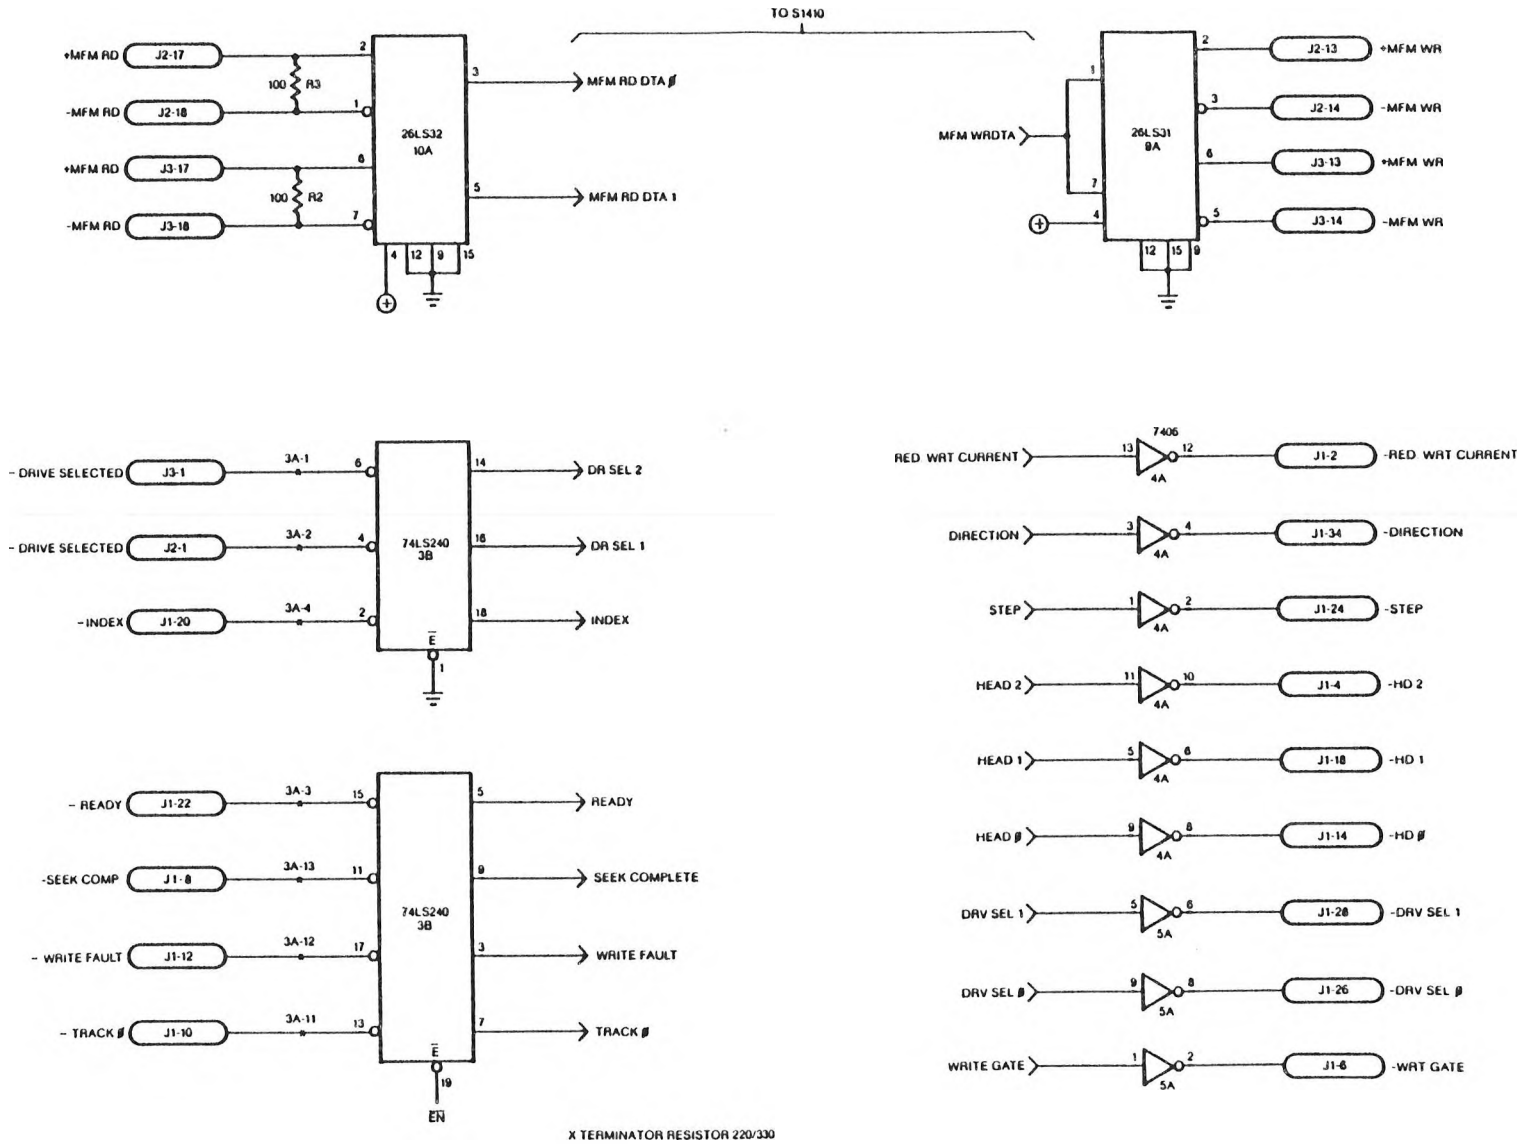 TO S1410
+MFM RD J2-17 2
100 R3
-MFM RD J2-18 1
+MFM RD J3-17 6
100 R2
-MFM RD J3-18 7
26LS32
10A
3 MFM RD DTA Ø
5 MFM RD DTA 1
4 12 9 15
+
MFM WRDTA
1
7
+ 4
26LS31
9A
2 J2-13 +MFM WR
3 J2-14 -MFM WR
6 J3-13 +MFM WR
5 J3-14 -MFM WR
12 15 9
- DRIVE SELECTED J3-1 3A-1 6
- DRIVE SELECTED J2-1 3A-2 4
- INDEX J1-20 3A-4 2
74LS240
3B
14 DR SEL 2
16 DR SEL 1
18 INDEX
E
1
- READY J1-22 3A-3 15
-SEEK COMP J1-8 3A-13 11
- WRITE FAULT J1-12 3A-12 17
- TRACK Ø J1-10 3A-11 13
74LS240
3B
5 READY
9 SEEK COMPLETE
3 WRITE FAULT
7 TRACK Ø
E
19
EN
7406
RED WRT CURRENT 13 12 J1-2 -RED WRT CURRENT
4A
DIRECTION 3 4 J1-34 -DIRECTION
4A
STEP 1 2 J1-24 -STEP
4A
HEAD 2 11 10 J1-4 -HD 2
4A
HEAD 1 5 6 J1-18 -HD 1
4A
HEAD Ø 9 8 J1-14 -HD Ø
4A
DRV SEL 1 5 6 J1-28 -DRV SEL 1
5A
DRV SEL Ø 9 8 J1-26 -DRV SEL Ø
5A
WRITE GATE 1 2 J1-6 -WRT GATE
5A
X TERMINATOR RESISTOR 220/330